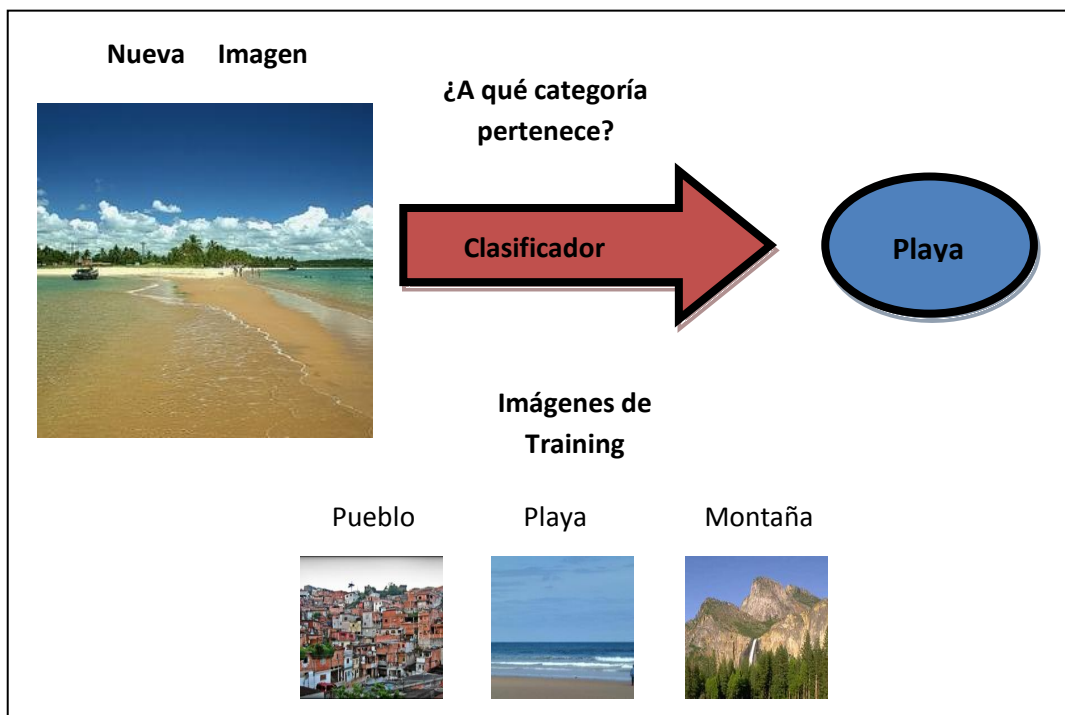 Nueva Imagen
¿A qué categoría
pertenece?
Clasificador
Playa
Imágenes de
Training
Pueblo
Playa
Montaña